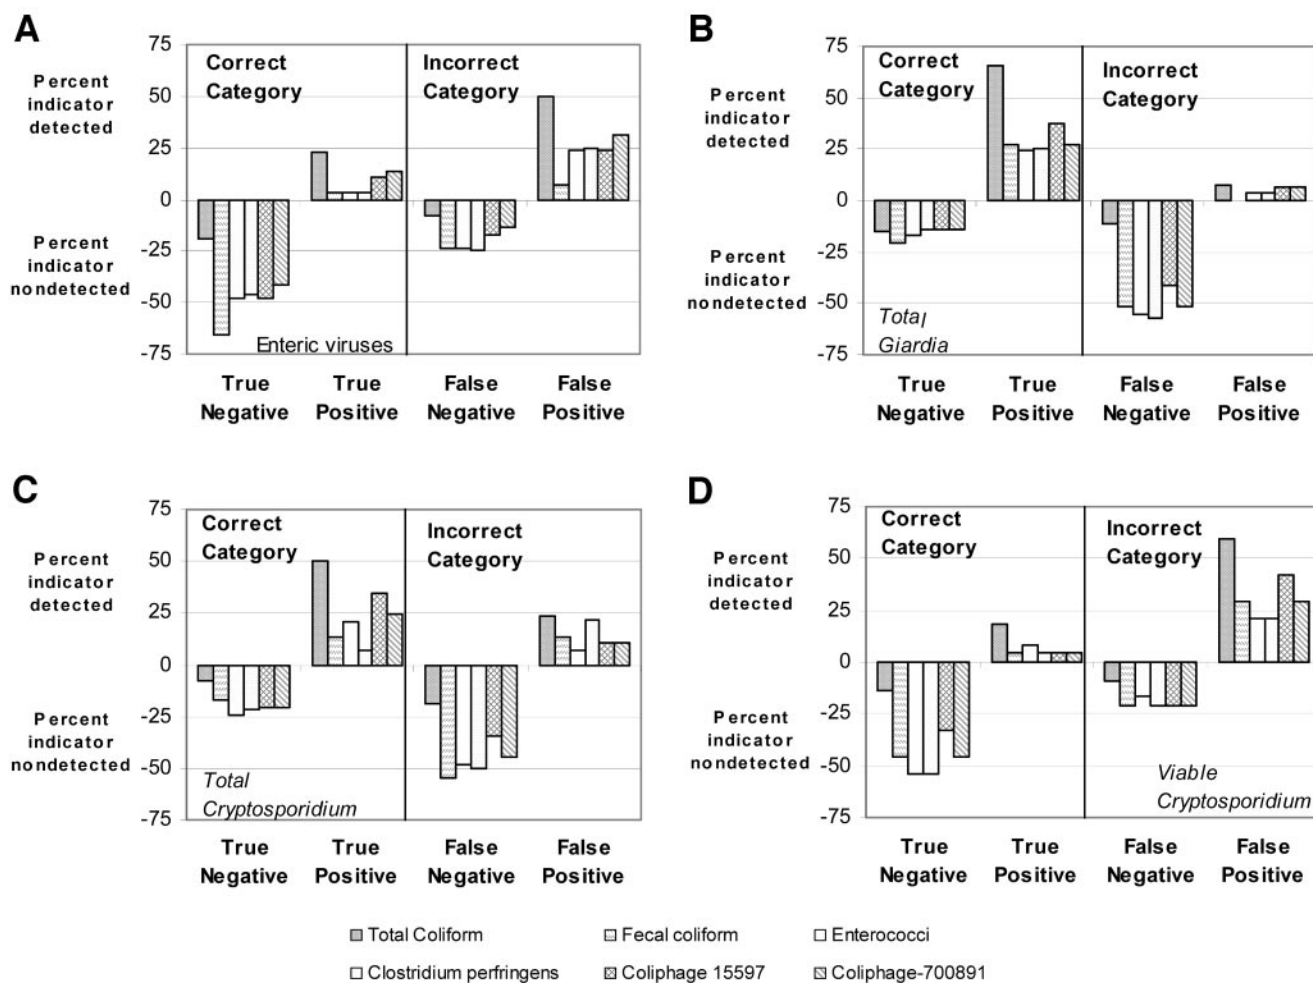 A
75
50
25
0
-25
-50
-75
Percent
indicator
detected
Percent
indicator
nondetected
Correct
Category
Incorrect
Category
Enteric viruses
True
Negative
True
Positive
False
Negative
False
Positive
B
75
50
25
0
-25
-50
-75
Percent
indicator
detected
Percent
indicator
nondetected
Correct
Category
Incorrect
Category
Total
Giardia
True
Negative
True
Positive
False
Negative
False
Positive
C
75
50
25
0
-25
-50
-75
Percent
indicator
detected
Percent
indicator
nondetected
Correct
Category
Incorrect
Category
Total
Cryptosporidium
True
Negative
True
Positive
False
Negative
False
Positive
D
75
50
25
0
-25
-50
-75
Percent
indicator
detected
Percent
indicator
nondetected
Correct
Category
Incorrect
Category
Viable
Cryptosporidium
True
Negative
True
Positive
False
Negative
False
Positive
Total Coliform
Fecal coliform
Enterococci
Clostridium perfringens
Coliphage 15597
Coliphage-700891